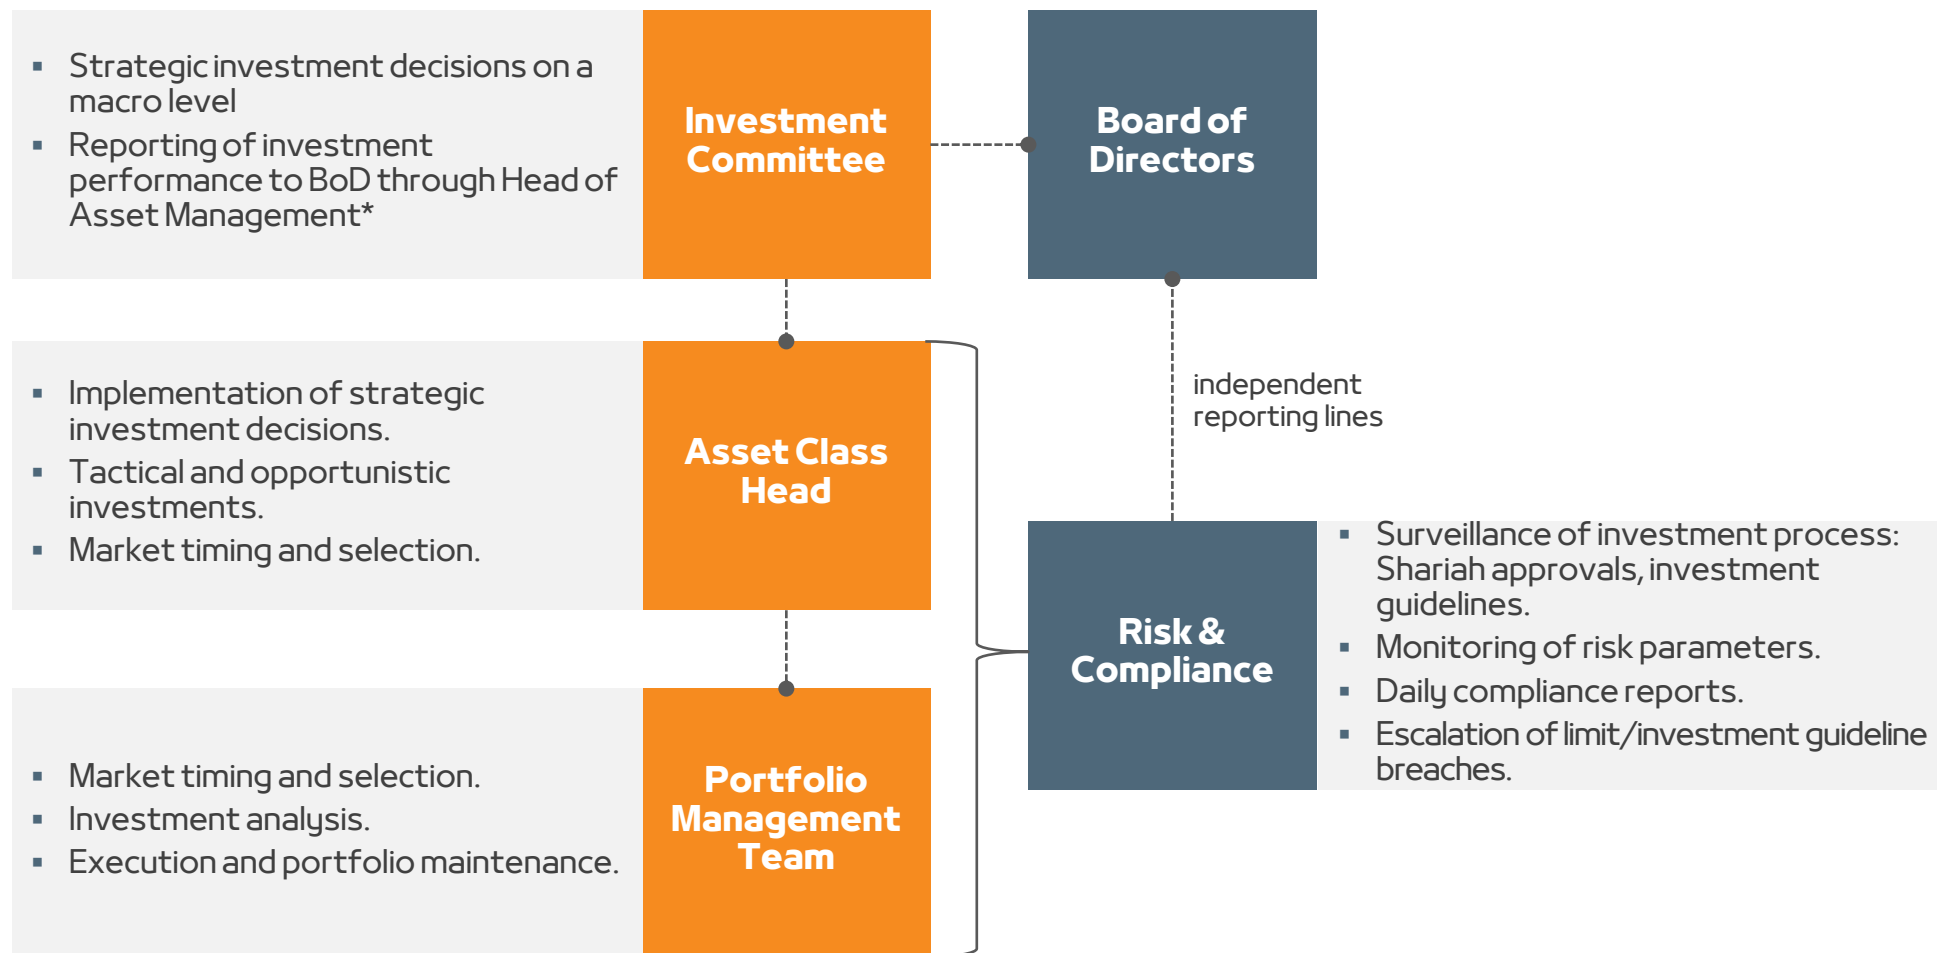 ▪ Strategic investment decisions on a
macro level
▪ Reporting of investment
performance to BoD through Head of
Asset Management*
Investment
Committee
Board of
Directors
▪ Implementation of strategic
investment decisions.
▪ Tactical and opportunistic
investments.
▪ Market timing and selection.
Asset Class
Head
independent
reporting lines
Risk &
Compliance
▪ Surveillance of investment process:
Shariah approvals, investment
guidelines.
▪ Monitoring of risk parameters.
▪ Daily compliance reports.
▪ Escalation of limit/investment guideline
breaches.
▪ Market timing and selection.
▪ Investment analysis.
▪ Execution and portfolio maintenance.
Portfolio
Management
Team